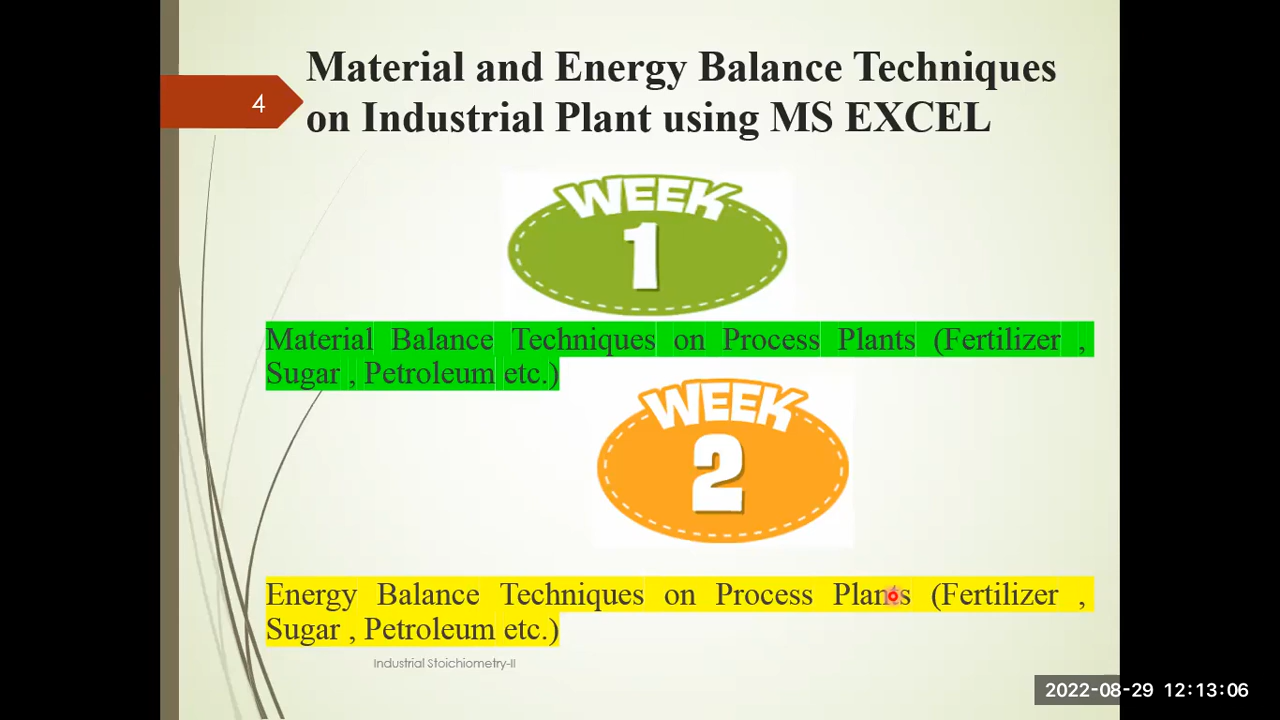 Material and Energy Balance Techniques
4
on Industrial Plant using MS EXCEL
WEEK
1
Material Balance Techniques on Process Plants (Fertilizer ,
Sugar , Petroleum etc.)
WEEK
2
Energy Balance Techniques on Process Plants (Fertilizer ,
Sugar , Petroleum etc.)
Industrial Stoichiometry-II
2022-08-29 12:13:06